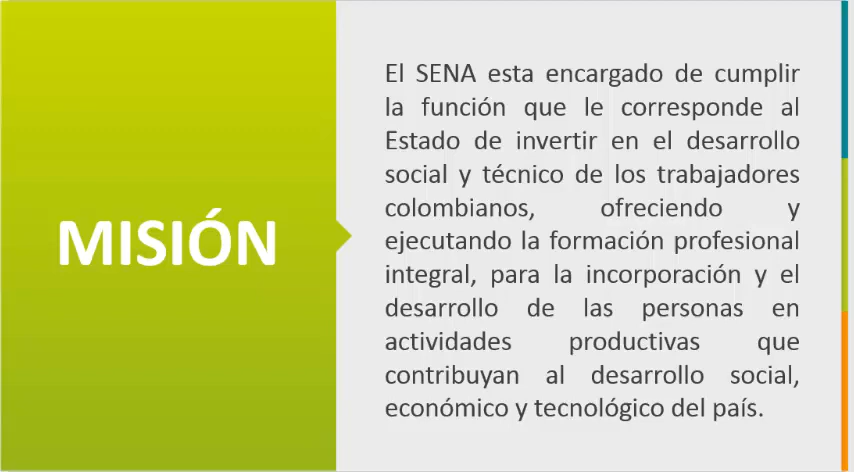 MISIÓN
El SENA esta encargado de cumplir
la función que le corresponde al
Estado de invertir en el desarrollo
social y técnico de los trabajadores
colombianos, ofreciendo y
ejecutando la formación profesional
integral, para la incorporación y el
desarrollo de las personas en
actividades productivas que
contribuyan al desarrollo social,
económico y tecnológico del país.